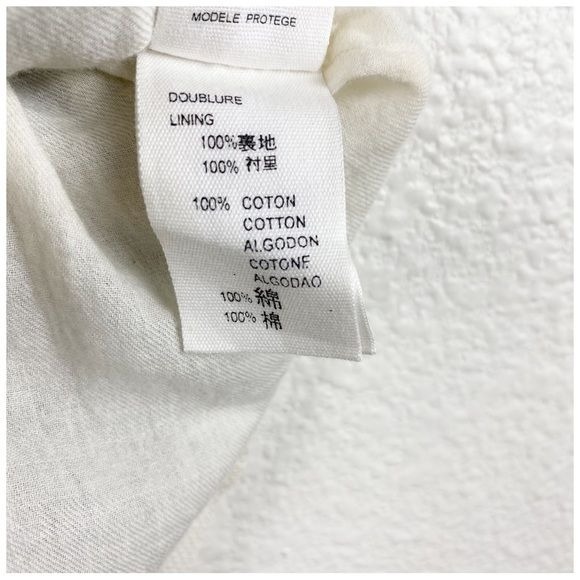 MODELE PROTEGE
DOUBLURE
LINING
100%裏地
100% 衬里
100% COTON
COTTON
ALGODON
COTONE
ALGODAO
100% 綿
100% 棉